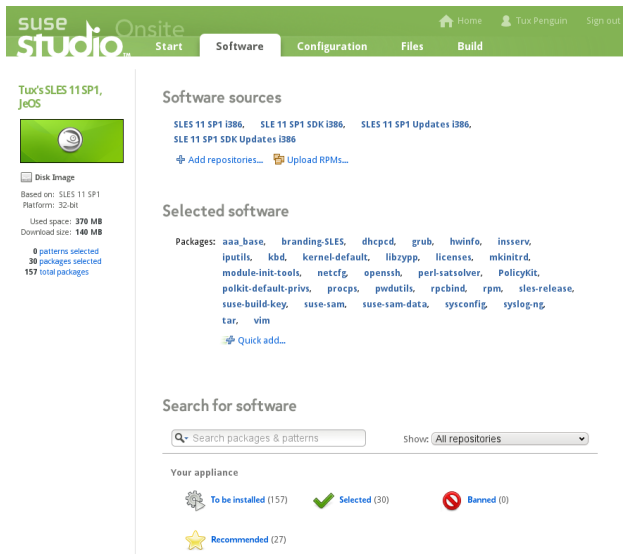 suse Onsite
studio™
Home Tux Penguin Sign out
Start Software Configuration Files Build
Tux's SLES 11 SP1,
JeOS
Disk Image
Based on: SLES 11 SP1
Platform: 32-bit
Used space: 370 MB
Download size: 140 MB
0 patterns selected
30 packages selected
157 total packages
Software sources
SLES 11 SP1 i386, SLE 11 SP1 SDK i386, SLES 11 SP1 Updates i386,
SLE 11 SP1 SDK Updates i386
Add repositories... Upload RPMs...
Selected software
Packages: aaa_base, branding-SLES, dhcpcd, grub, hwinfo, insserv,
iputils, kbd, kernel-default, libzypp, licenses, mkinitrd,
module-init-tools, netcfg, openssh, perl-satsolver, PolicyKit,
polkit-default-privs, procps, pwdutils, rpcbind, rpm, sles-release,
suse-build-key, suse-sam, suse-sam-data, sysconfig, syslog-ng,
tar, vim
Quick add...
Search for software
Search packages & patterns
Show: All repositories
Your appliance
To be installed (157) Selected (30) Banned (0)
Recommended (27)